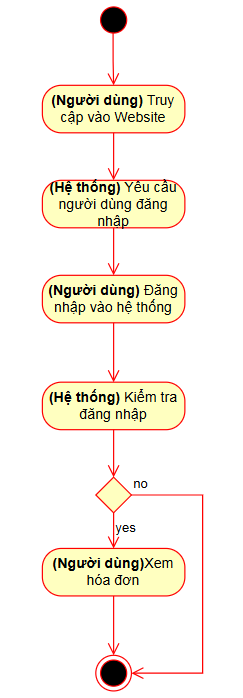 (Người dùng) Truy
cập vào Website
(Hệ thống) Yêu cầu
người dùng đăng
nhập
(Người dùng) Đăng
nhập vào hệ thống
(Hệ thống) Kiểm tra
đăng nhập
no
yes
(Người dùng)Xem
hóa đơn